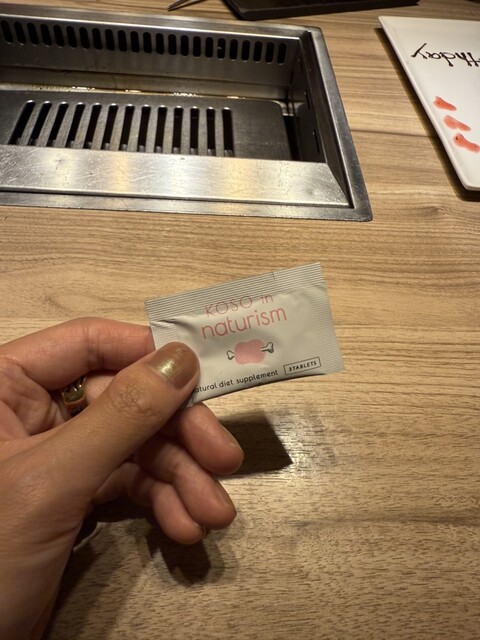 KOSO in
naturism
atural diet supplement
3TABLETS